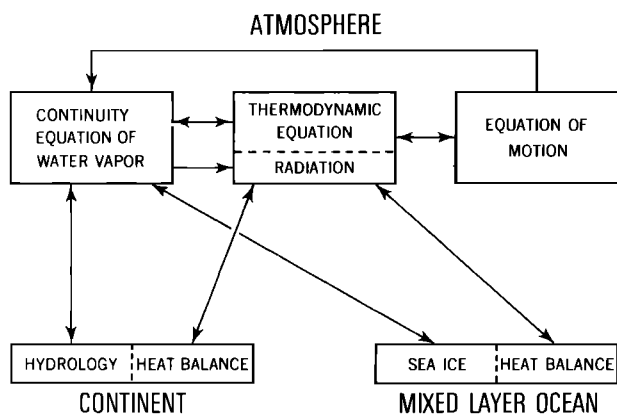 ATMOSPHERE
CONTINUITY
EQUATION OF
WATER VAPOR
THERMODYNAMIC
EQUATION
RADIATION
EQUATION OF
MOTION
HYDROLOGY
HEAT BALANCE
CONTINENT
SEA ICE
HEAT BALANCE
MIXED LAYER OCEAN